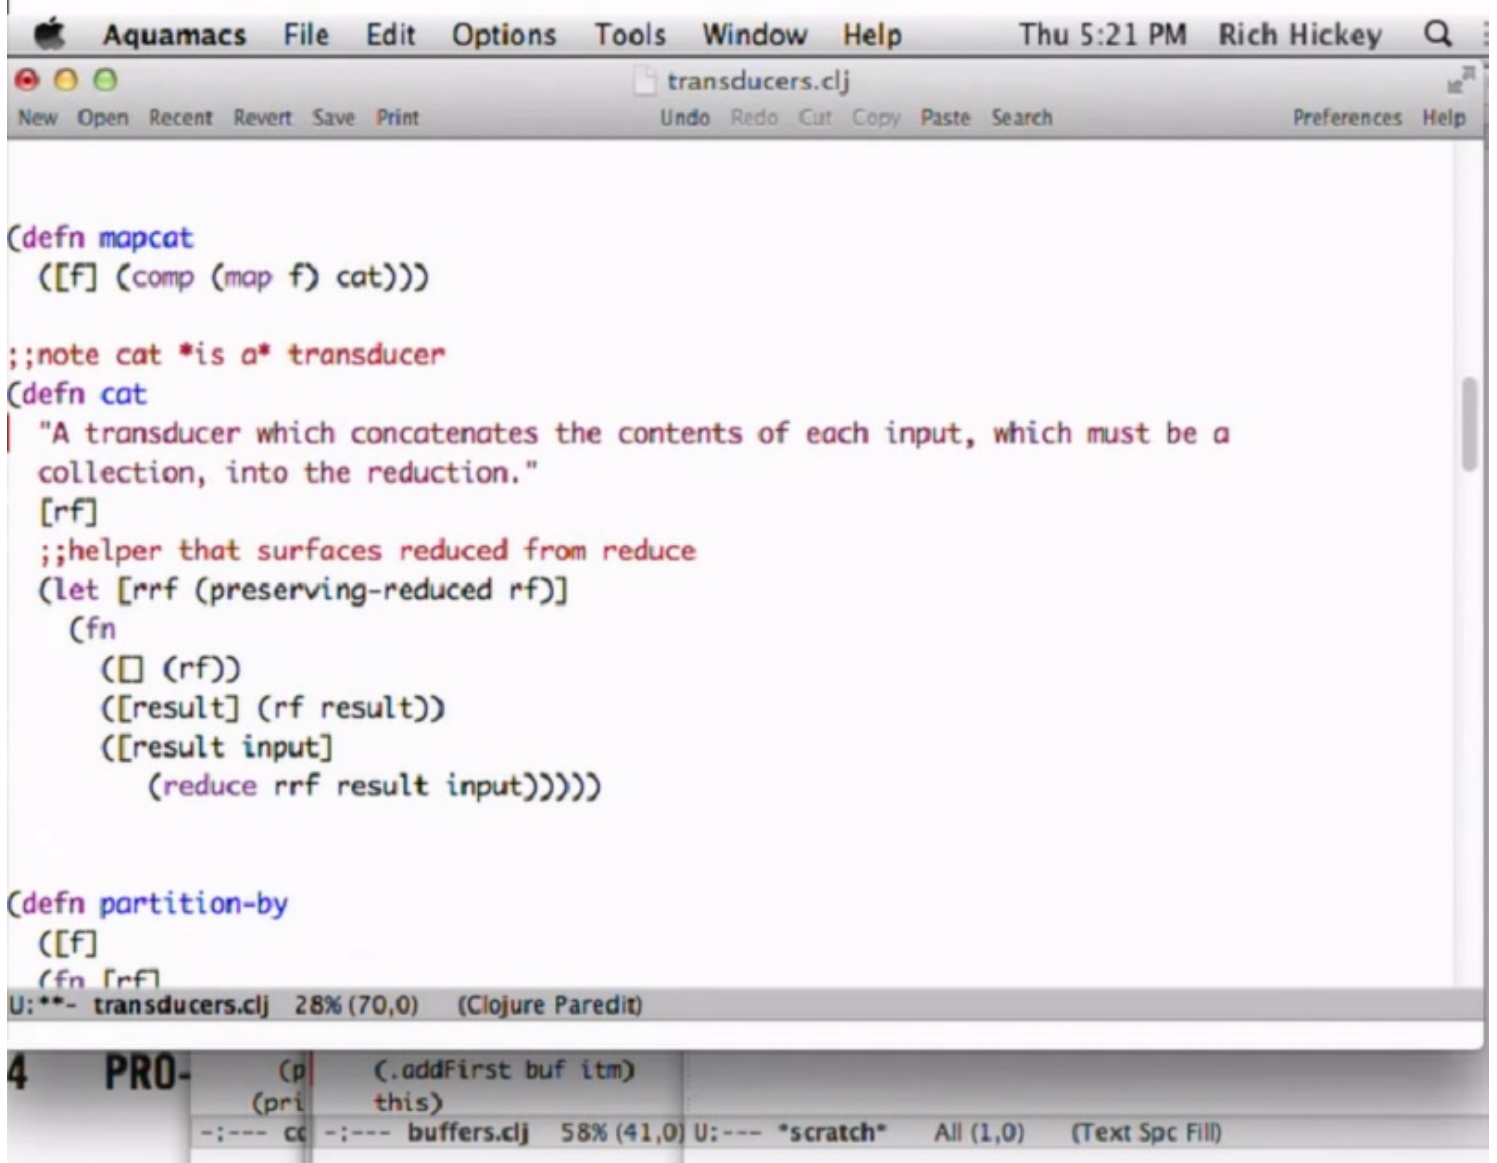 Aquamacs File Edit Options Tools Window Help Thu 5:21 PM Rich Hickey
transducers.clj
New Open Recent Revert Save Print Undo Redo Cut Copy Paste Search Preferences Help
(defn mapcat
([f] (comp (map f) cat)))
;;note cat *is a* transducer
(defn cat
"A transducer which concatenates the contents of each input, which must be a
collection, into the reduction."
[rf]
;;helper that surfaces reduced from reduce
(let [rrf (preserving-reduced rf)]
(fn
([] (rf))
([result] (rf result))
([result input]
(reduce rrf result input)))))
(defn partition-by
([f]
(fn [rf]
U:**- transducers.clj 28% (70,0) (Clojure Paredit)
4 PRO- (p (.addFirst buf itm)
(pri this)
-:--- co -:--- buffers.clj 58% (41,0) U:--- *scratch* All (1,0) (Text Spc Fill)